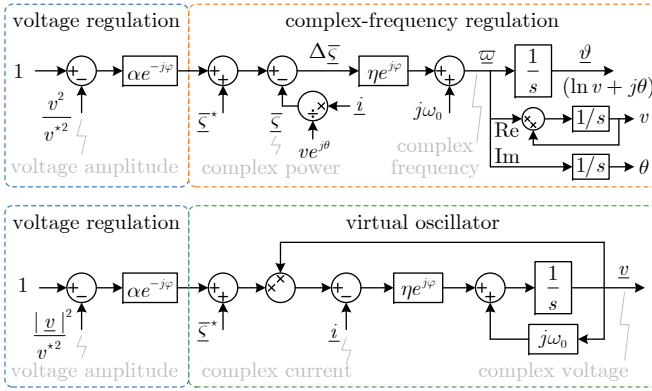 voltage regulation
complex-frequency regulation
1
+ −
αe^{−jφ}
+ +
+ −
Δς̅
ηe^{jφ}
+ +
ϖ̲
1/s
ϑ̲
(ln v + jθ)
v²/v^{⋆2}
ς̅^⋆
ς̅
÷ ×
i̲
ve^{jθ}
jω₀
Re
× ×
1/s
v
Im
1/s
θ
voltage amplitude
complex power
complex frequency
voltage regulation
virtual oscillator
1
+ −
αe^{−jφ}
+ +
× ×
+ −
ηe^{jφ}
+ +
1/s
v̲
|v̲|²/v^{⋆2}
ς̅^⋆
i̲
jω₀
voltage amplitude
complex current
complex voltage